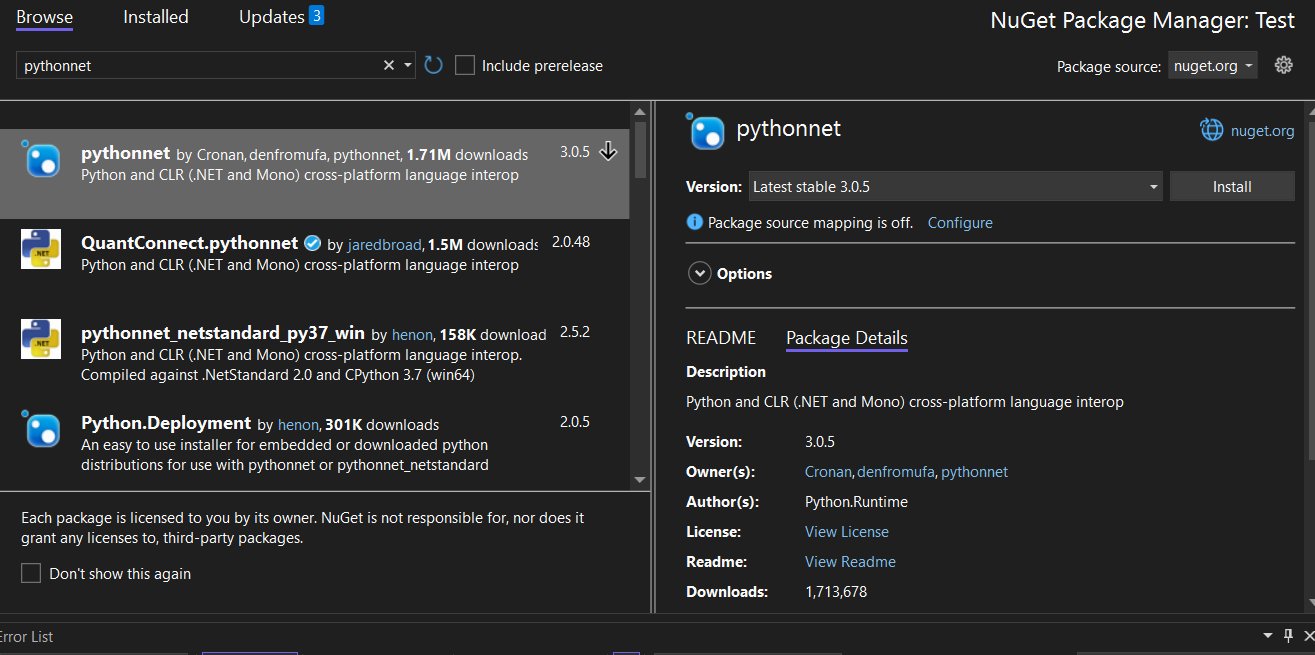 Browse Installed Updates 3
NuGet Package Manager: Test
pythonnet
Include prerelease
Package source: nuget.org
pythonnet by Cronan, denfromufa, pythonnet, 1.71M downloads 3.0.5
Python and CLR (.NET and Mono) cross-platform language interop
QuantConnect.pythonnet by jaredbroad, 1.5M downloads 2.0.48
Python and CLR (.NET and Mono) cross-platform language interop
pythonnet_netstandard_py37_win by henon, 158K download 2.5.2
Python and CLR (.NET and Mono) cross-platform language interop.
Compiled against .NetStandard 2.0 and CPython 3.7 (win64)
Python.Deployment by henon, 301K downloads 2.0.5
An easy to use installer for embedded or downloaded python
distributions for use with pythonnet or pythonnet_netstandard
Each package is licensed to you by its owner. NuGet is not responsible for, nor does it
grant any licenses to, third-party packages.
Don't show this again
pythonnet
nuget.org
Version: Latest stable 3.0.5 Install
Package source mapping is off. Configure
Options
README Package Details
Description
Python and CLR (.NET and Mono) cross-platform language interop
Version: 3.0.5
Owner(s): Cronan, denfromufa, pythonnet
Author(s): Python.Runtime
License: View License
Readme: View Readme
Downloads: 1,713,678
Error List